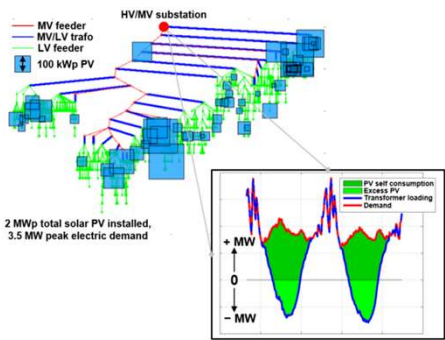 HV/MV substation
MV feeder
MV/LV trafo
LV feeder
100 kWp PV
2 MWp total solar PV installed,
3.5 MW peak electric demand
PV self consumption
Excess PV
Transformer loading
Demand
+ MW
0
− MW